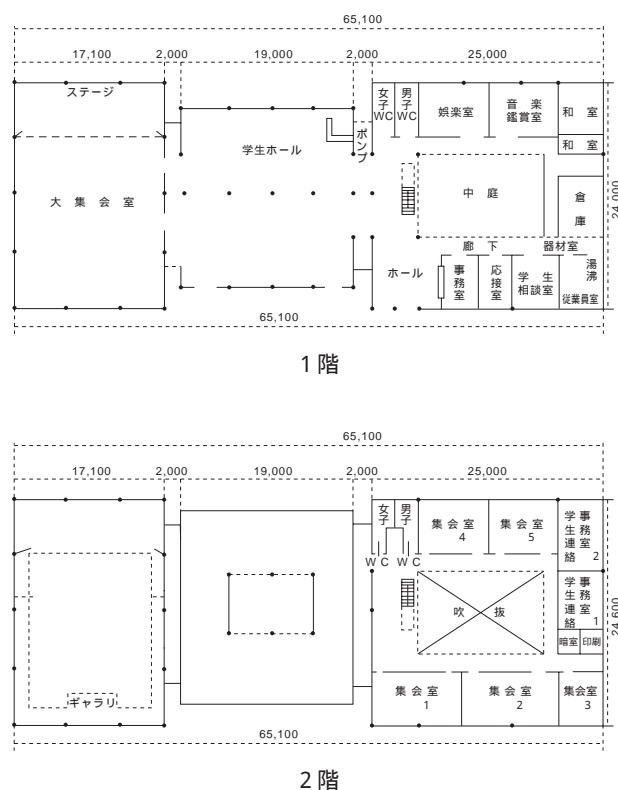 65,100
17,100 2,000 19,000 2,000 25,000
ステージ
女子WC
男子WC
娯楽室
音楽鑑賞室
和室
和室
ポンプ
学生ホール
大集会室
中庭
倉庫
24,000
廊下
器材室
ホール
事務室
応接室
学生相談室
湯沸
従業員室
65,100
1階
65,100
17,100 2,000 19,000 2,000 25,000
女子
男子
WC WC
集会室4
集会室5
学生連絡事務室2
学生連絡事務室1
吹抜
暗室
印刷
24,600
集会室1
集会室2
集会室3
ギャラリ
65,100
2階